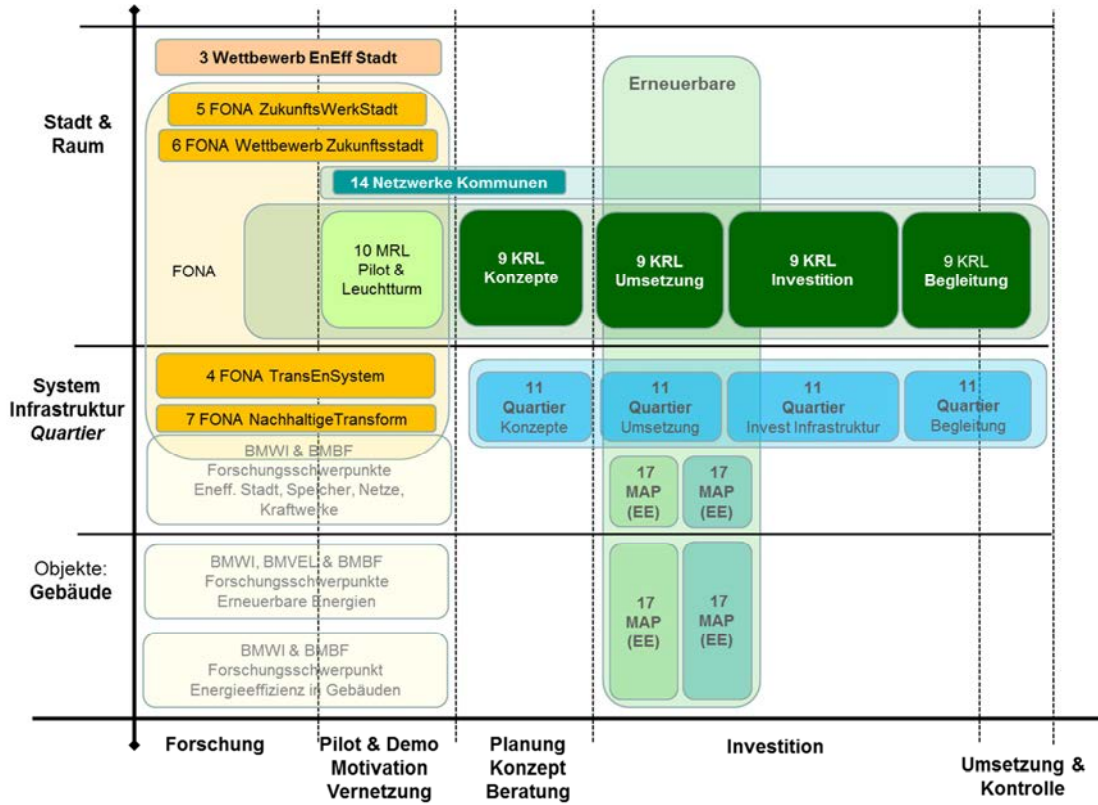 3 Wettbewerb EnEff Stadt
Erneuerbare
Stadt &
Raum
5 FONA ZukunftsWerkStadt
6 FONA Wettbewerb Zukunftsstadt
14 Netzwerke Kommunen
FONA
10 MRL
Pilot &
Leuchtturm
9 KRL
Konzepte
9 KRL
Umsetzung
9 KRL
Investition
9 KRL
Begleitung
System
Infrastruktur
Quartier
4 FONA TransEnSystem
7 FONA NachhaltigeTransform
11
Quartier
Konzepte
11
Quartier
Umsetzung
11
Quartier
Invest Infrastruktur
11
Quartier
Begleitung
BMWI & BMBF
Forschungsschwerpunkte
Eneff. Stadt, Speicher, Netze,
Kraftwerke
17
MAP
(EE)
17
MAP
(EE)
Objekte:
Gebäude
BMWI, BMVEL & BMBF
Forschungsschwerpunkte
Erneuerbare Energien
17
MAP
(EE)
17
MAP
(EE)
BMWI & BMBF
Forschungsschwerpunkt
Energieeffizienz in Gebäuden
Forschung
Pilot & Demo
Motivation
Vernetzung
Planung
Konzept
Beratung
Investition
Umsetzung &
Kontrolle